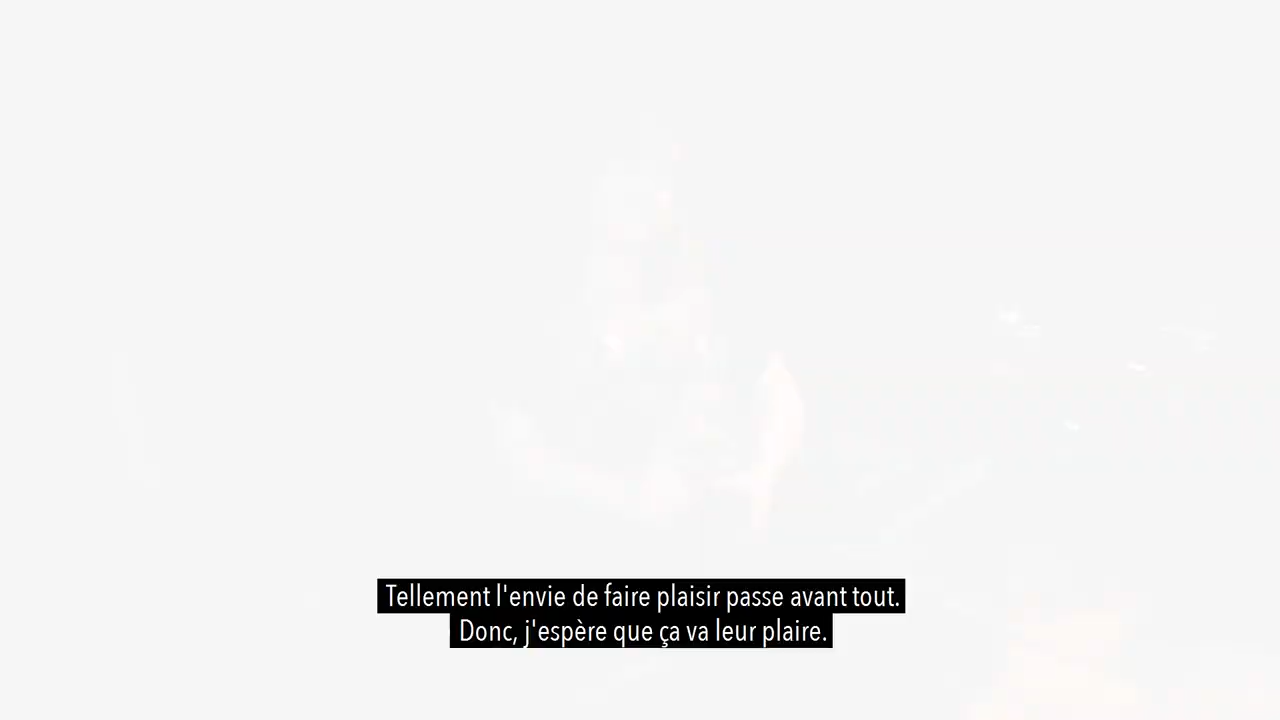 Tellement l'envie de faire plaisir passe avant tout.
Donc, j'espère que ça va leur plaire.